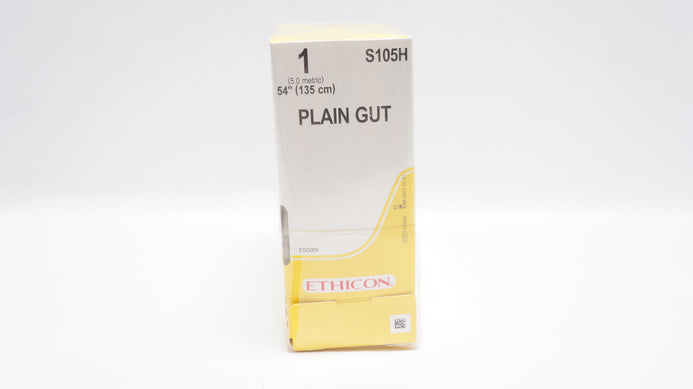 1
S105H
(5.0 metric)
54" (135 cm)
PLAIN GUT
3 DOZEN
ETHICON